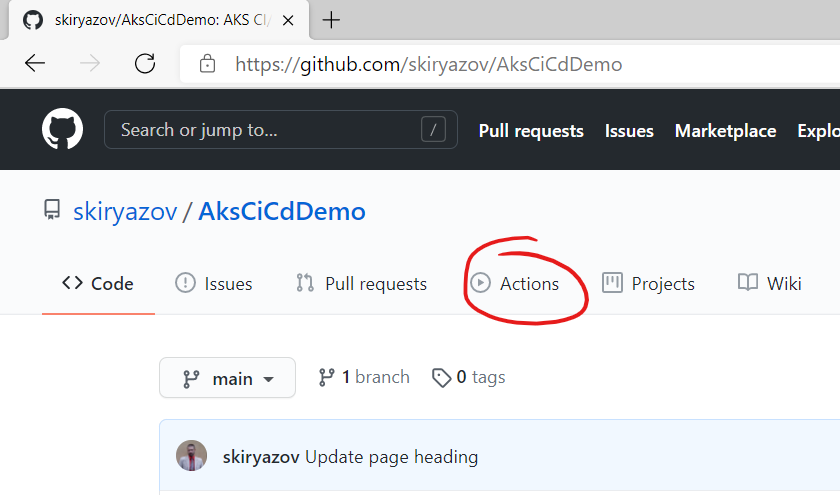 skiryazov/AksCiCdDemo: AKS CI/
https://github.com/skiryazov/AksCiCdDemo
Search or jump to... / Pull requests Issues Marketplace Explo
skiryazov / AksCiCdDemo
Code Issues Pull requests Actions Projects Wiki
main 1 branch 0 tags
skiryazov Update page heading